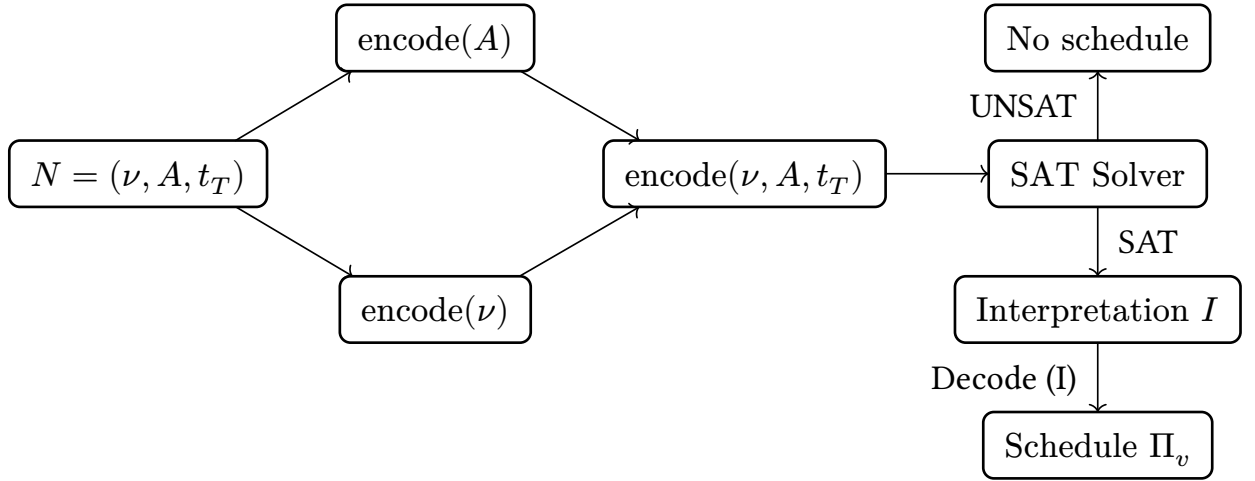 encode(A)
No schedule
UNSAT
N = (ν, A, t_T)
encode(ν, A, t_T)
SAT Solver
SAT
encode(ν)
Interpretation I
Decode (I)
Schedule Π_v